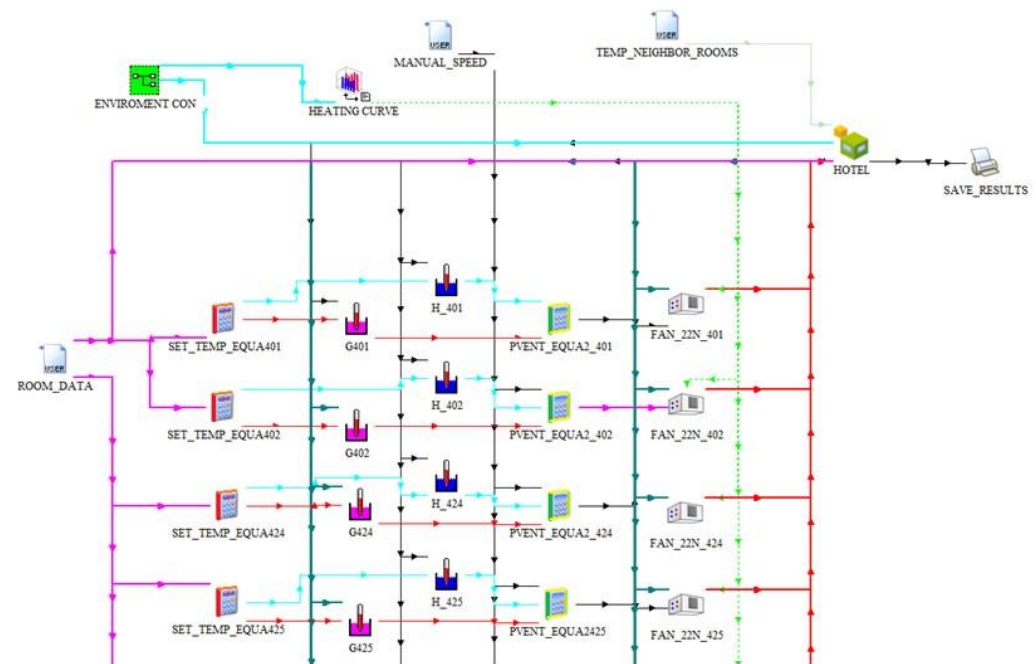 USER
MANUAL_SPEED
USER
TEMP_NEIGHBOR_ROOMS
ENVIROMENT CON
HEATING CURVE
HOTEL
SAVE_RESULTS
H_401
SET_TEMP_EQUA401
G401
PVENT_EQUA2_401
FAN_22N_401
USER
ROOM_DATA
H_402
SET_TEMP_EQUA402
G402
PVENT_EQUA2_402
FAN_22N_402
H_424
SET_TEMP_EQUA424
G424
PVENT_EQUA2_424
FAN_22N_424
H_425
SET_TEMP_EQUA425
G425
PVENT_EQUA2425
FAN_22N_425